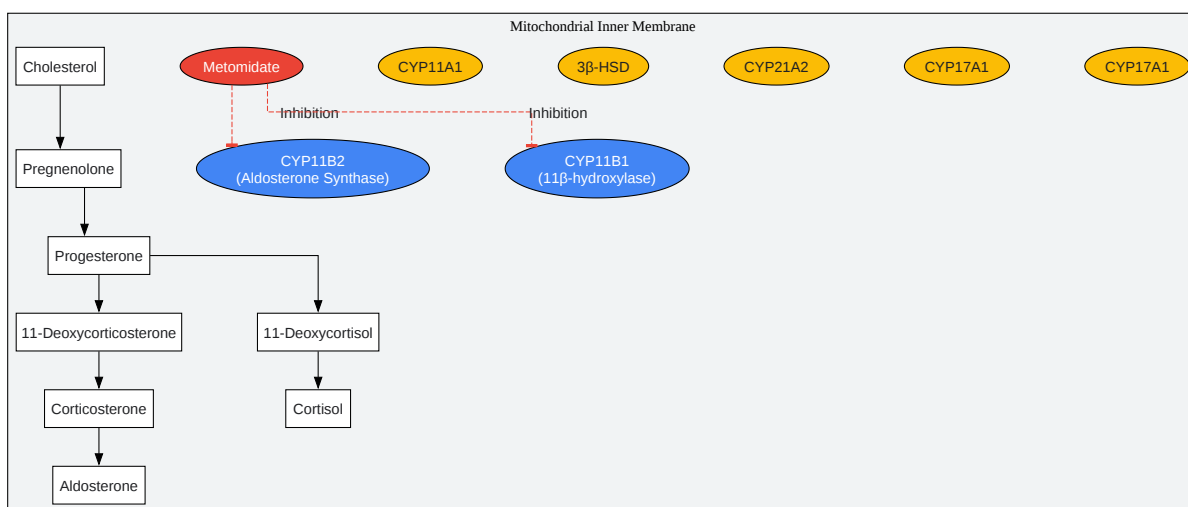 Mitochondrial Inner Membrane
Cholesterol
Metomidate
CYP11A1
3β-HSD
CYP21A2
CYP17A1
CYP17A1
Inhibition
Inhibition
Pregnenolone
CYP11B2
(Aldosterone Synthase)
CYP11B1
(11β-hydroxylase)
Progesterone
11-Deoxycorticosterone
11-Deoxycortisol
Corticosterone
Cortisol
Aldosterone